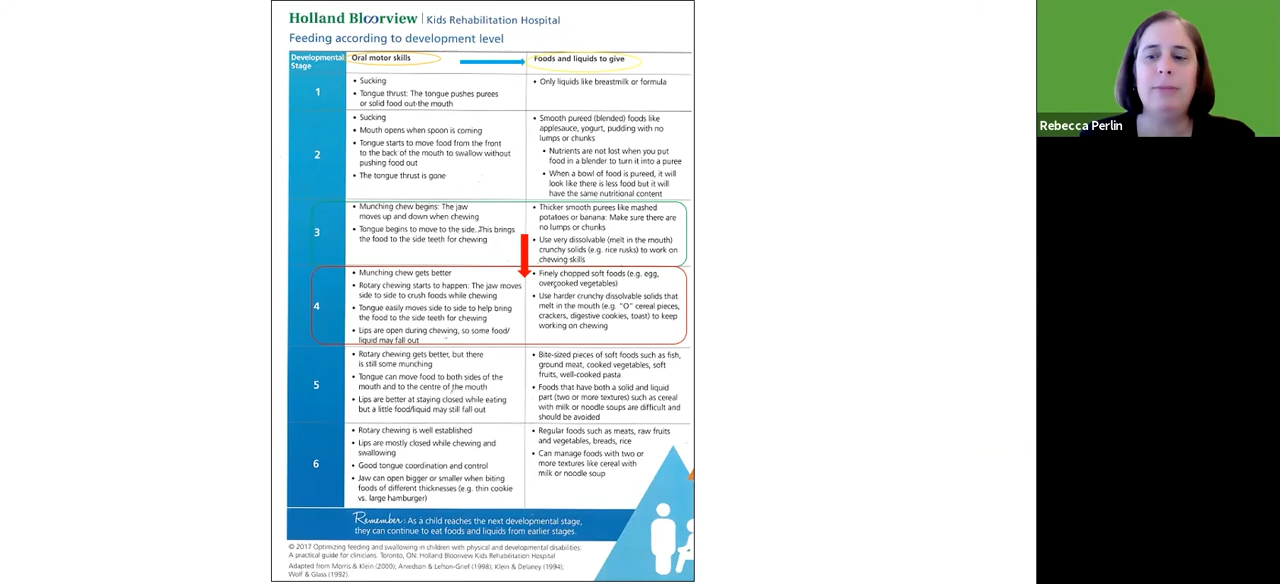 Holland Bloorview | Kids Rehabilitation Hospital
Feeding according to development level
Developmental Stage
Oral motor skills
Foods and liquids to give
1
• Sucking
• Tongue thrust: The tongue pushes purees
or solid food out the mouth
• Only liquids like breastmilk or formula
2
• Sucking
• Mouth opens when spoon is coming
• Tongue starts to move food from the front
to the back of the mouth to swallow without
pushing food out
• The tongue thrust is gone
• Smooth pureed (blended) foods like
applesauce, yogurt, pudding with no
lumps or chunks
• Nutrients are not lost when you put
food in a blender to turn it into a puree
• When a bowl of food is pureed, it will
look like there is less food but it will
have the same nutritional content
3
• Munching chew begins: The jaw
moves up and down when chewing
• Tongue begins to move to the side. This brings
the food to the side teeth for chewing
• Thicker smooth purees like mashed
potatoes or banana: Make sure there are
no lumps or chunks
• Use very dissolvable (melt in the mouth)
crunchy solids (e.g. rice rusks) to work on
chewing skills
4
• Munching chew gets better
• Rotary chewing starts to happen: The jaw moves
side to side to crush foods while chewing
• Tongue easily moves side to side to help bring
the food to the side teeth for chewing
• Lips are open during chewing, so some food/
liquid may fall out
• Finely chopped soft foods (e.g. egg,
overcooked vegetables)
• Use harder crunchy dissolvable solids that
melt in the mouth (e.g. "O" cereal pieces,
crackers, digestive cookies, toast) to keep
working on chewing
5
• Rotary chewing gets better, but there
is still some munching
• Tongue can move food to both sides of the
mouth and to the centre of the mouth
• Lips are better at staying closed while eating
but a little food/liquid may still fall out
• Bite-sized pieces of soft foods such as fish,
ground meat, cooked vegetables, soft
fruits, well-cooked pasta
• Foods that have both a solid and liquid
part (two or more textures) such as cereal
with milk or noodle soups are difficult and
should be avoided
6
• Rotary chewing is well established
• Lips are mostly closed while chewing and
swallowing
• Good tongue coordination and control
• Jaw can open bigger or smaller when biting
foods of different thicknesses (e.g. thin cookie
vs. large hamburger)
• Regular foods such as meats, raw fruits
and vegetables, breads, rice
• Can manage foods with two or
more textures like cereal with
milk or noodle soup
Remember: As a child reaches the next developmental stage,
they can continue to eat foods and liquids from earlier stages.
© 2017 Optimizing feeding and swallowing in children with physical and developmental disabilities:
A practical guide for clinicians. Toronto, ON: Holland Bloorview Kids Rehabilitation Hospital
Adapted from Morris & Klein (2000); Arvedson & Lefton-Grief (1998); Klein & Delaney (1994);
Wolf & Glass (1992).
Rebecca Perlin